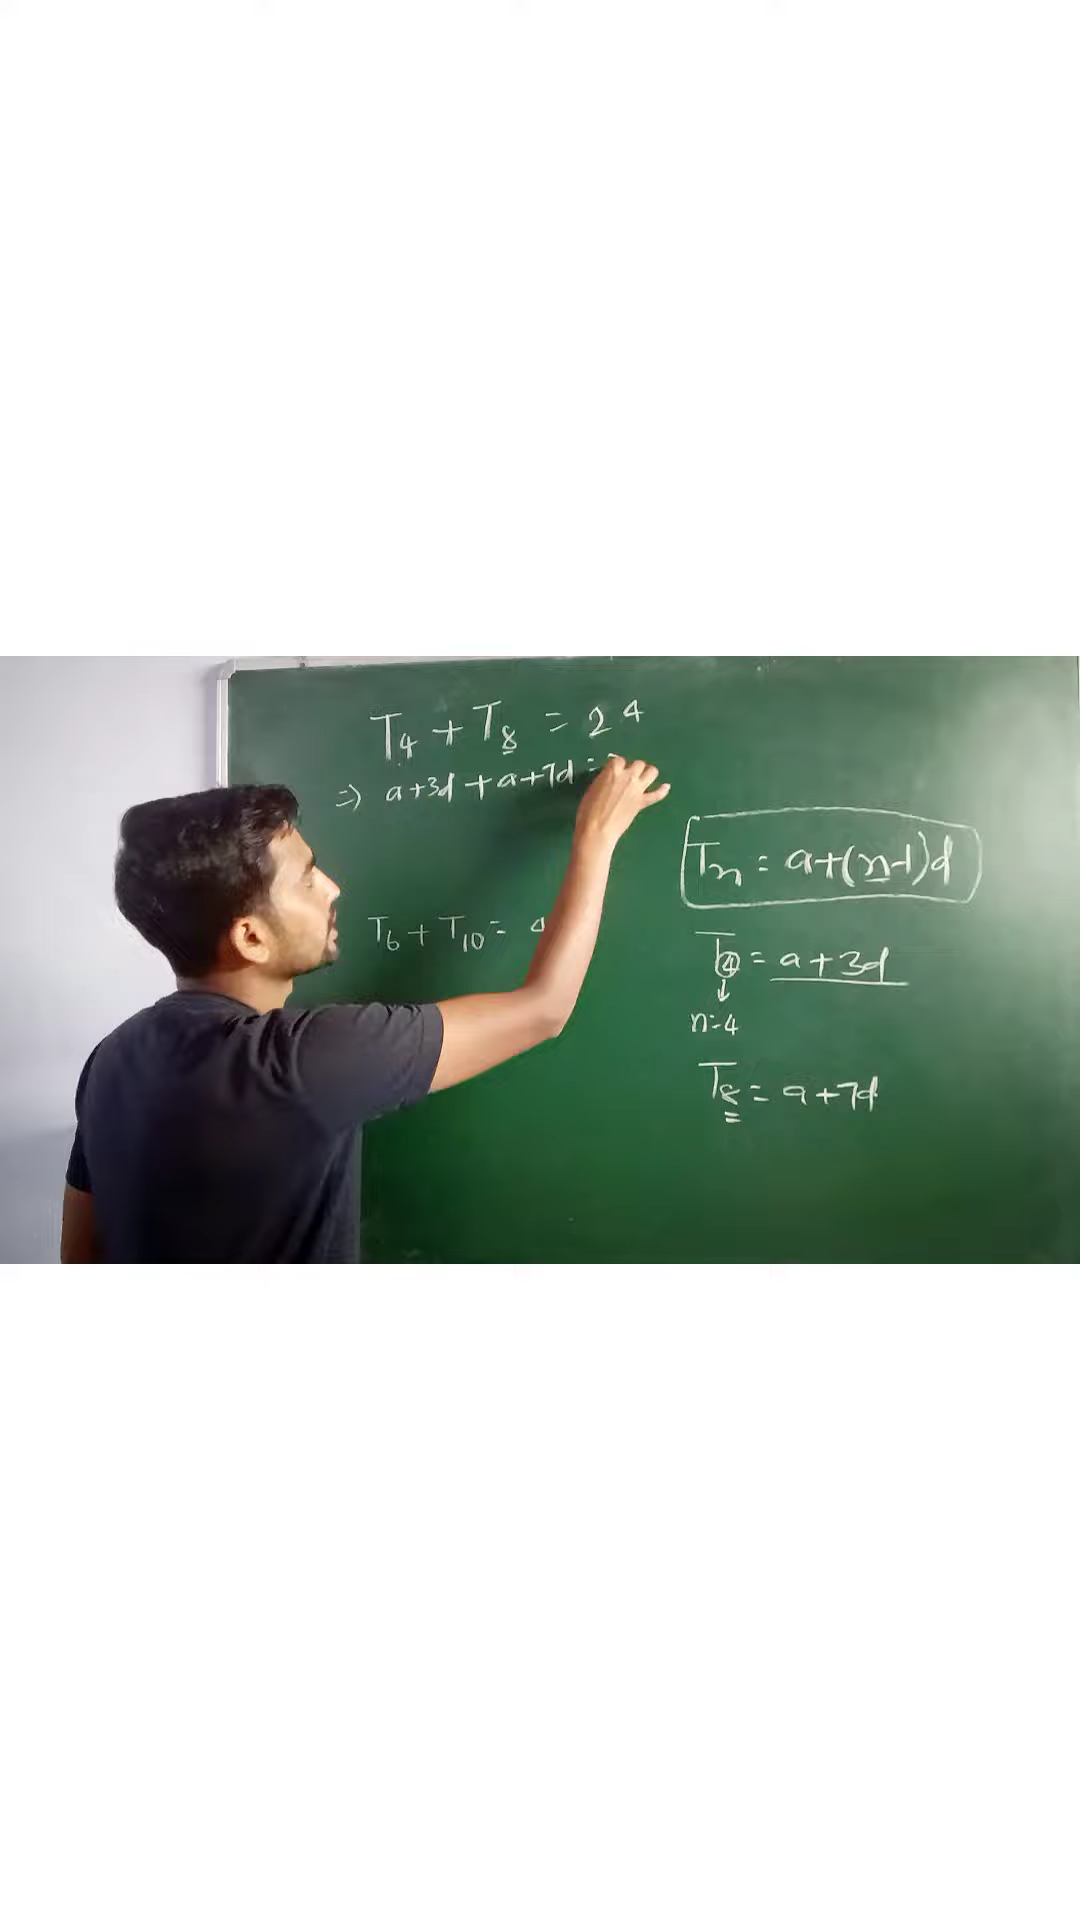 T4 + T8 = 24
⇒ a+3d + a+7d =
T6 + T10 = 4
Tn = a+(n-1)d
T4 = a+3d
↓
n=4
T8 = a+7d